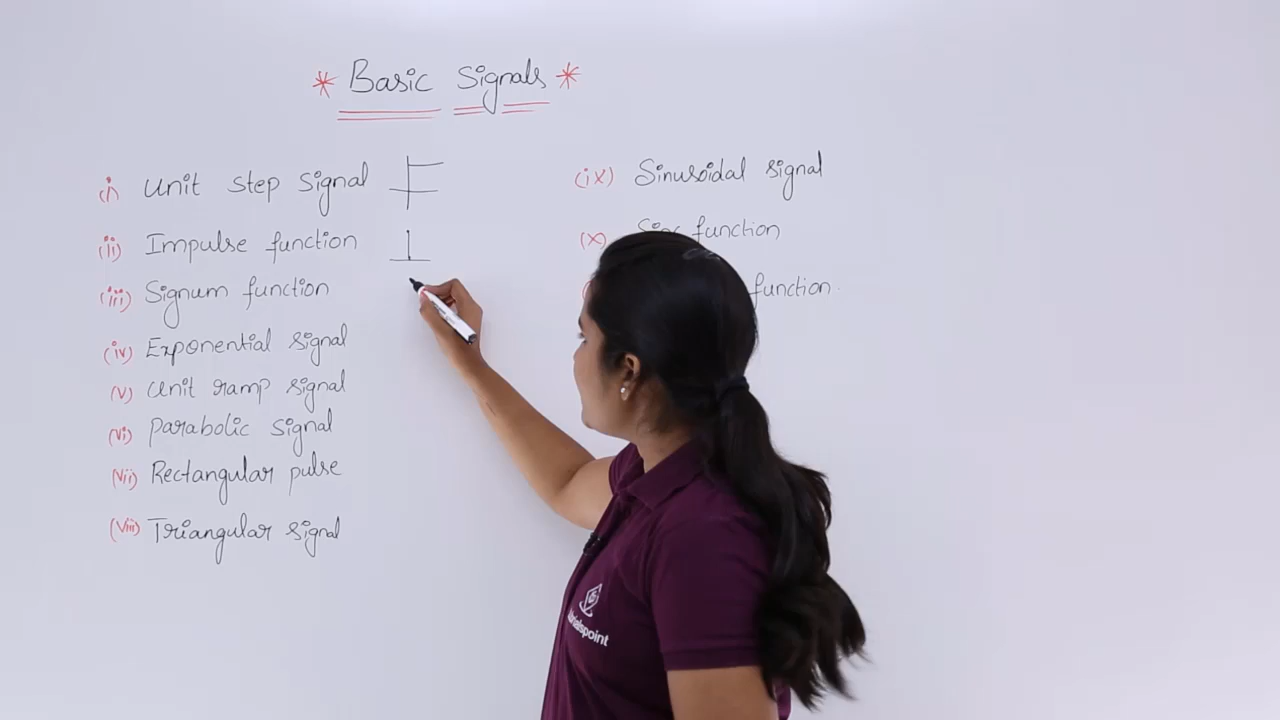 * Basic Signals *
(i) Unit step signal
(ii) Impulse function
(iii) Signum function
(iv) Exponential signal
(v) Unit ramp signal
(vi) Parabolic signal
(vii) Rectangular pulse
(viii) Triangular signal
(ix) Sinusoidal signal
(x) Sinc function
function.